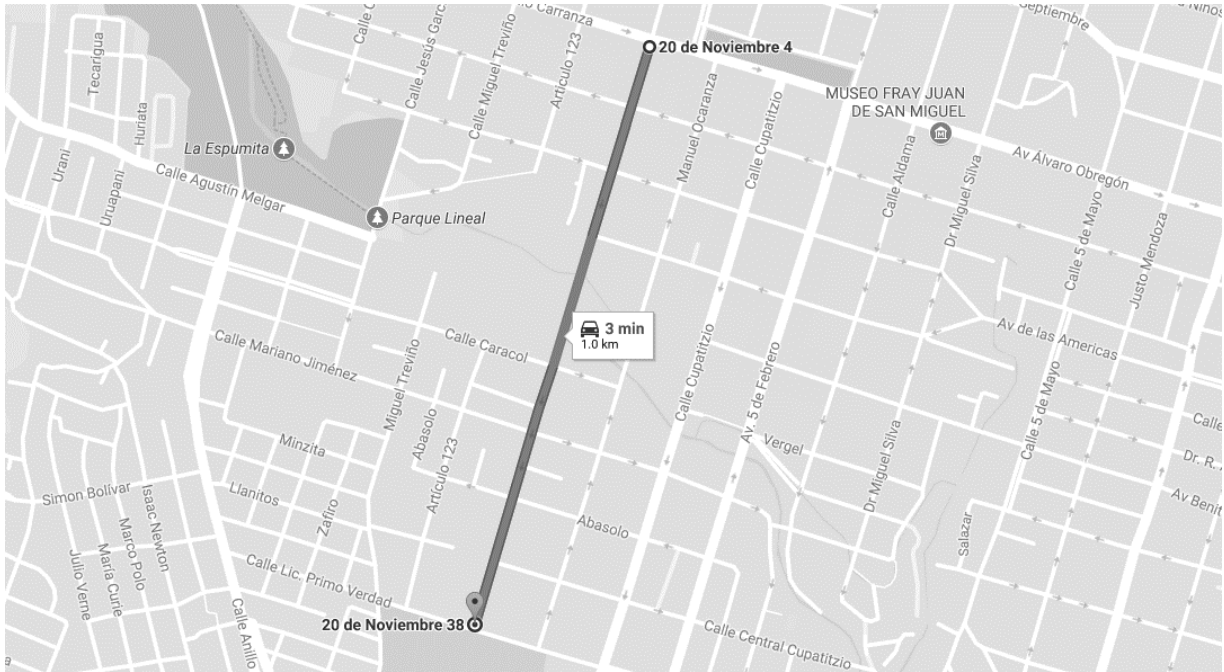 Carranza
20 de Noviembre 4
Septiembre
Niños
Tecarigua
Huriata
Urani
Uruapani
La Espumita
Calle Agustín Melgar
Parque Lineal
Calle Jesús Garc
Calle Miguel Treviño
Artículo 123
Manuel Ocaranza
Calle Cupatitzio
MUSEO FRAY JUAN
DE SAN MIGUEL
Av Álvaro Obregón
Calle Aldama
Dr. Miguel Silva
Calle 5 de Mayo
Justo Mendoza
3 min
1.0 km
Calle Mariano Jiménez
Calle Caracol
Miguel Treviño
Abasolo
Artículo 123
Calle Cupatitzio
Av. 5 de Febrero
Av de las Americas
Calle 5 de Mayo
Vergel
Dr. Miguel Silva
Calle
Dr. R.
Av Benit
Salazar
Minzita
Llanitos
Zafiro
Simon Bolívar
Isaac Newton
Marco Polo
María Curie
Julio Verne
Calle Anillo
Calle Lic. Primo Verdad
Abasolo
20 de Noviembre 38
Calle Central Cupatitzio